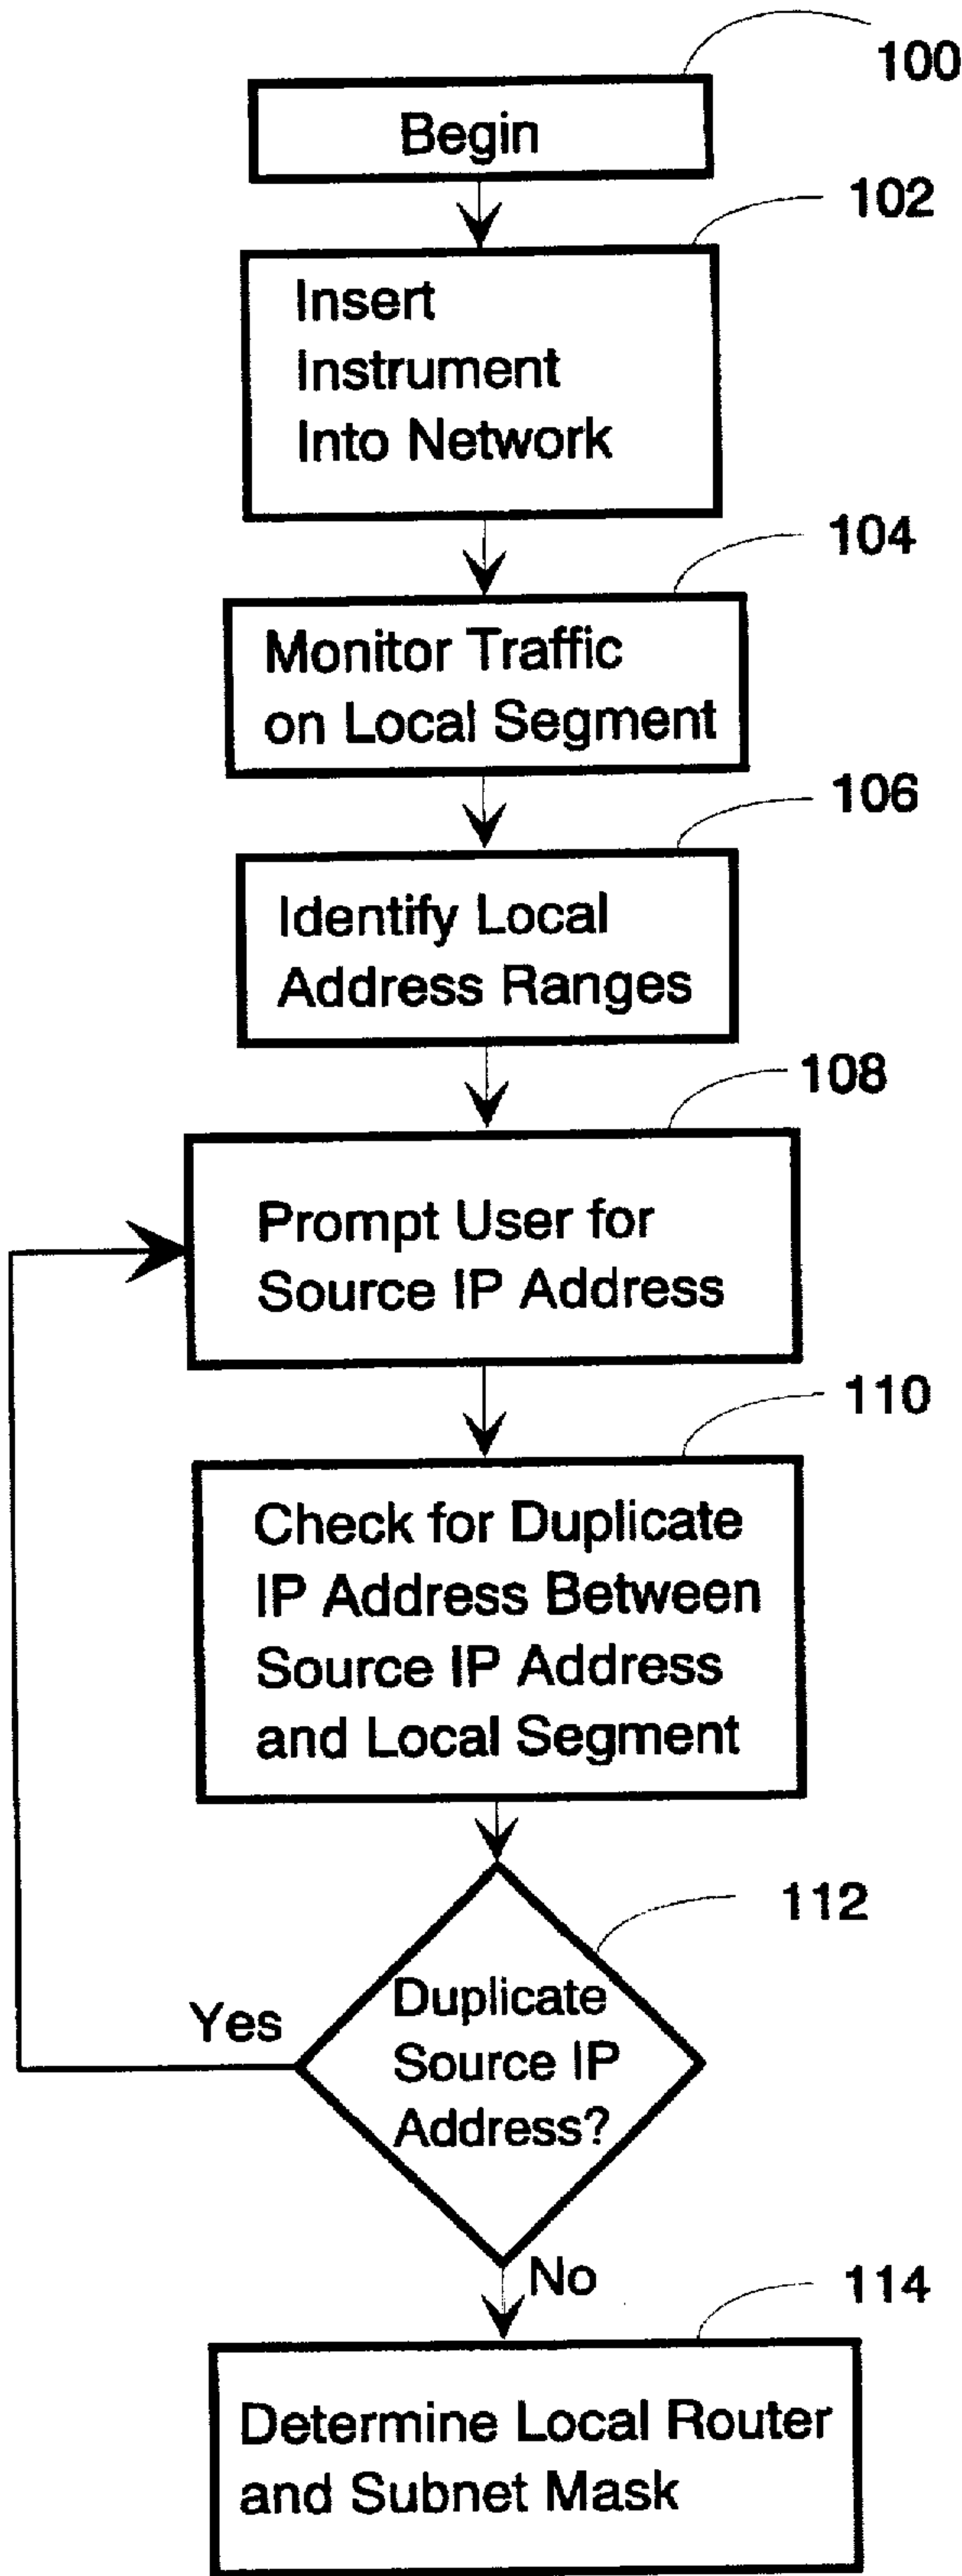 100
Begin
102
Insert
Instrument
Into Network
104
Monitor Traffic
on Local Segment
106
Identify Local
Address Ranges
108
Prompt User for
Source IP Address
110
Check for Duplicate
IP Address Between
Source IP Address
and Local Segment
112
Duplicate
Source IP
Address?
Yes
No
114
Determine Local Router
and Subnet Mask